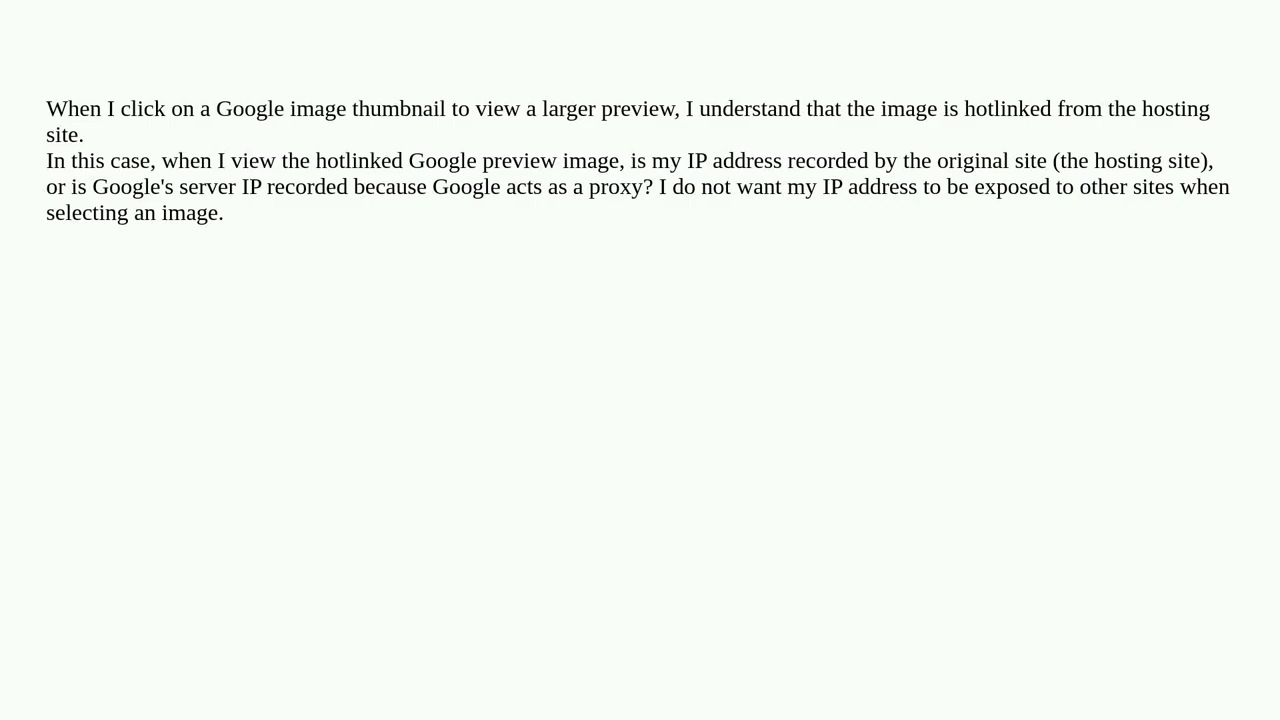 When I click on a Google image thumbnail to view a larger preview, I understand that the image is hotlinked from the hosting
site.
In this case, when I view the hotlinked Google preview image, is my IP address recorded by the original site (the hosting site),
or is Google's server IP recorded because Google acts as a proxy? I do not want my IP address to be exposed to other sites when
selecting an image.